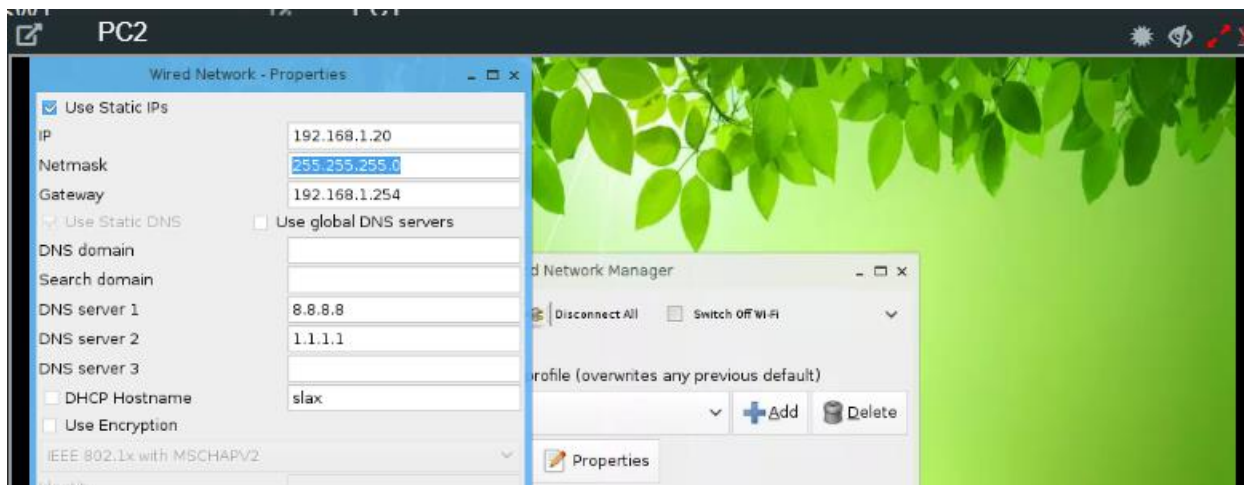 PC2
Wired Network - Properties
Use Static IPs
IP 192.168.1.20
Netmask 255.255.255.0
Gateway 192.168.1.254
Use Static DNS Use global DNS servers
DNS domain
Search domain
DNS server 1 8.8.8.8
DNS server 2 1.1.1.1
DNS server 3
DHCP Hostname slax
Use Encryption
IEEE 802.1x with MSCHAPV2
d Network Manager
Disconnect All Switch Off Wi-Fi
profile (overwrites any previous default)
Add Delete
Properties